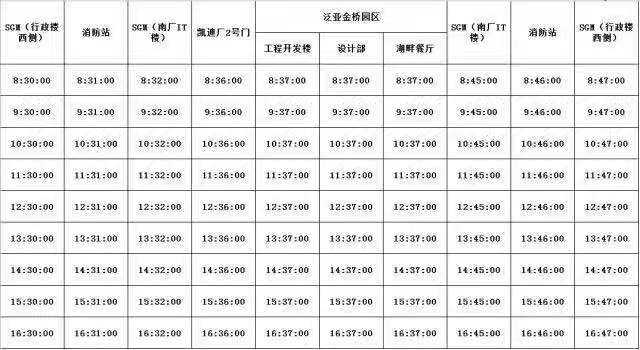 SGM（行政楼西侧） 消防站 SGM（南厂IT楼） 凯迪厂2号门 泛亚金桥园区 SGM（南厂IT楼） 消防站 SGM（行政楼西侧）
工程开发楼 设计部 湖畔餐厅
8:30:00 8:31:00 8:32:00 8:36:00 8:37:00 8:37:00 8:37:00 8:45:00 8:46:00 8:47:00
9:30:00 9:31:00 9:32:00 9:36:00 9:37:00 9:37:00 9:37:00 9:45:00 9:46:00 9:47:00
10:30:00 10:31:00 10:32:00 10:36:00 10:37:00 10:37:00 10:37:00 10:45:00 10:46:00 10:47:00
11:30:00 11:31:00 11:32:00 11:36:00 11:37:00 11:37:00 11:37:00 11:45:00 11:46:00 11:47:00
12:30:00 12:31:00 12:32:00 12:36:00 12:37:00 12:37:00 12:37:00 12:45:00 12:46:00 12:47:00
13:30:00 13:31:00 13:32:00 13:36:00 13:37:00 13:37:00 13:37:00 13:45:00 13:46:00 13:47:00
14:30:00 14:31:00 14:32:00 14:36:00 14:37:00 14:37:00 14:37:00 14:45:00 14:46:00 14:47:00
15:30:00 15:31:00 15:32:00 15:36:00 15:37:00 15:37:00 15:37:00 15:45:00 15:46:00 15:47:00
16:30:00 16:31:00 16:32:00 16:36:00 16:37:00 16:37:00 16:37:00 16:45:00 16:46:00 16:47:00